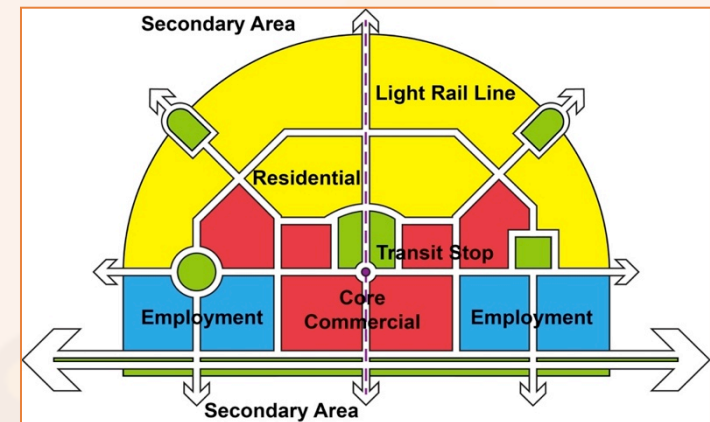 Secondary Area
Light Rail Line
Residential
Transit Stop
Core
Commercial
Employment
Employment
Secondary Area